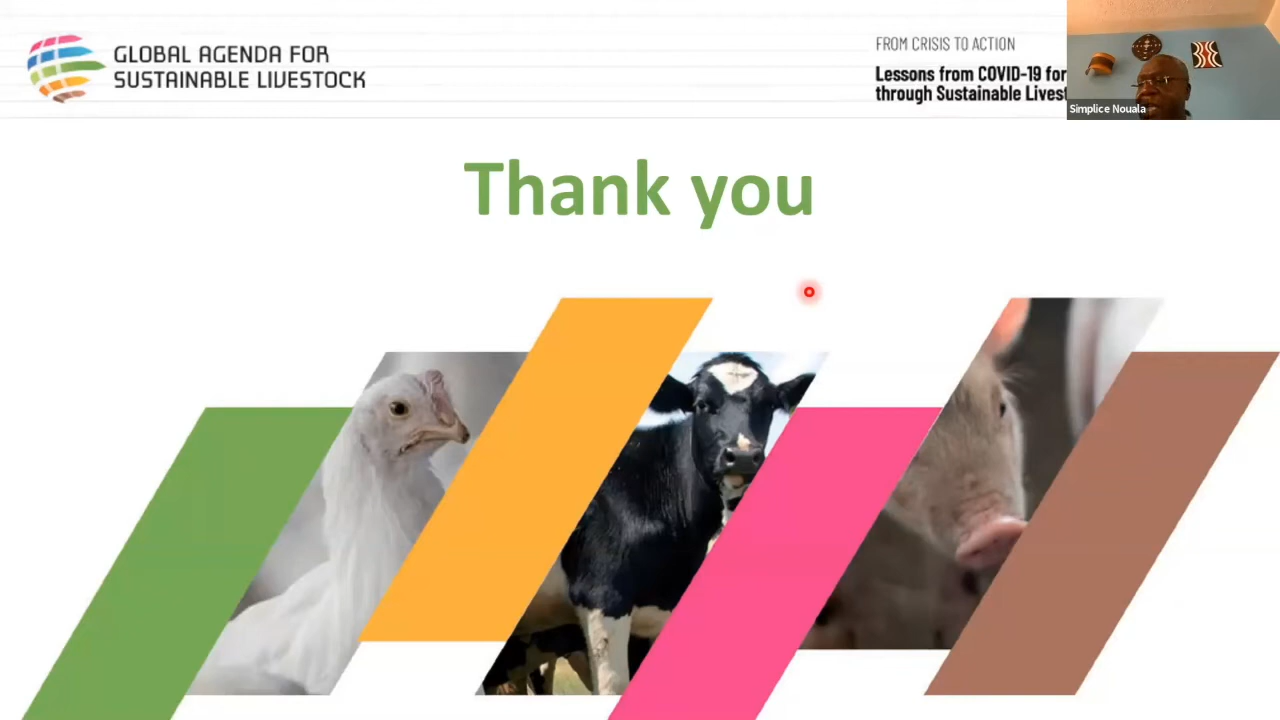 GLOBAL AGENDA FOR
SUSTAINABLE LIVESTOCK
FROM CRISIS TO ACTION
Lessons from COVID-19 for
through Sustainable
Simplice Nouala
Thank you